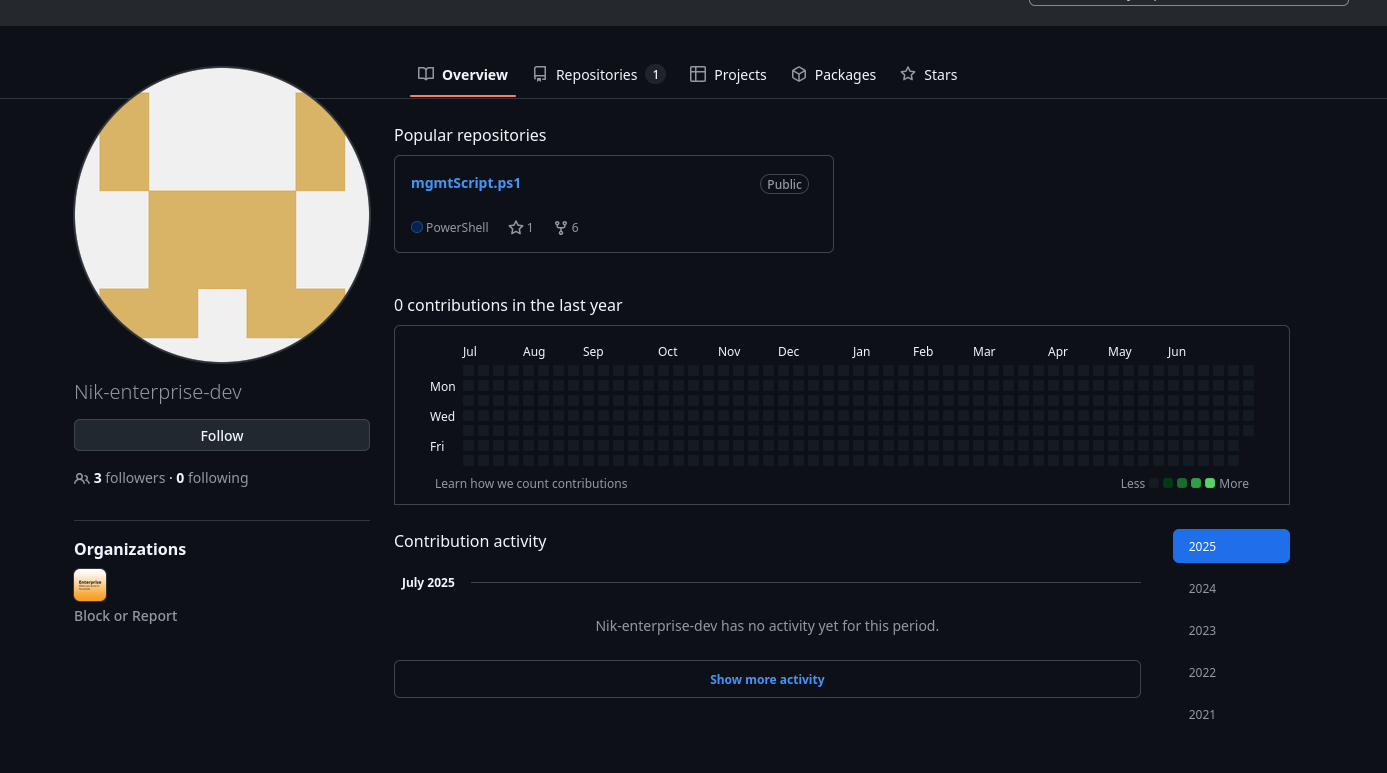 Overview Repositories 1 Projects Packages Stars
Popular repositories
mgmtScript.ps1 Public
PowerShell 1 6
0 contributions in the last year
Jul Aug Sep Oct Nov Dec Jan Feb Mar Apr May Jun
Mon
Wed
Fri
Learn how we count contributions Less More
Nik-enterprise-dev
Follow
3 followers · 0 following
Organizations
Enterprise
Block or Report
Contribution activity
2025
2024
2023
2022
2021
July 2025
Nik-enterprise-dev has no activity yet for this period.
Show more activity